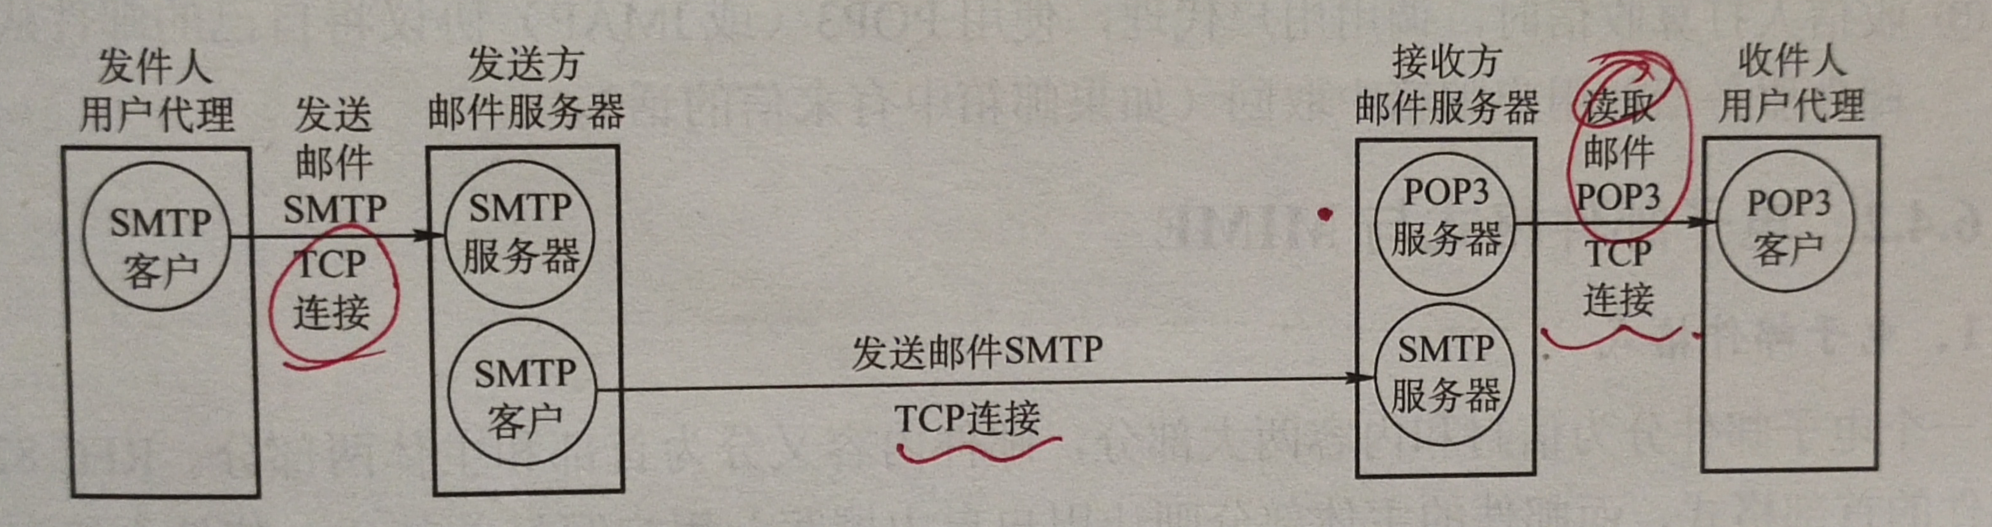 发件人
用户代理
发送
邮件
SMTP
TCP
连接
SMTP
客户
发送方
邮件服务器
SMTP
服务器
SMTP
客户
发送邮件SMTP
TCP连接
接收方
邮件服务器
POP3
服务器
SMTP
服务器
读取
邮件
POP3
TCP
连接
收件人
用户代理
POP3
客户